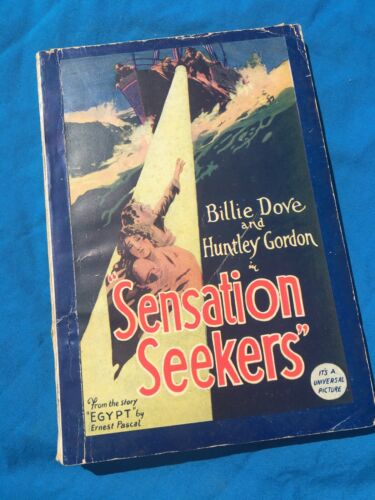 Billie Dove
and
Huntley Gordon
in
"Sensation
Seekers"
From the story
"EGYPT" by
Ernest Pascal
IT'S A
UNIVERSAL
PICTURE